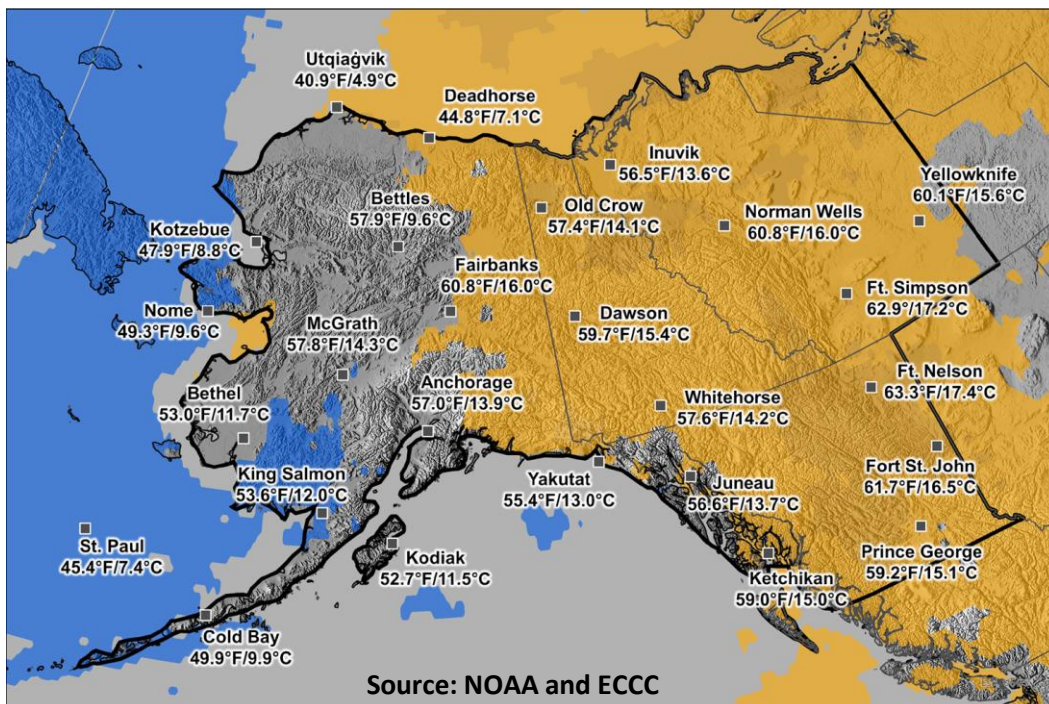 Utqiaġvik
40.9°F/4.9°C
Deadhorse
44.8°F/7.1°C
Inuvik
56.5°F/13.6°C
Yellowknife
60.1°F/15.6°C
Bettles
57.9°F/9.6°C
Old Crow
57.4°F/14.1°C
Norman Wells
60.8°F/16.0°C
Kotzebue
47.9°F/8.8°C
Fairbanks
60.8°F/16.0°C
Ft. Simpson
62.9°/17.2°C
Nome
49.3°F/9.6°C
McGrath
57.8°F/14.3°C
Dawson
59.7°F/15.4°C
Ft. Nelson
63.3°F/17.4°C
Bethel
53.0°F/11.7°C
Anchorage
57.0°F/13.9°C
Whitehorse
57.6°F/14.2°C
King Salmon
53.6°F/12.0°C
Yakutat
55.4°F/13.0°C
Juneau
56.6°F/13.7°C
Fort St. John
61.7°F/16.5°C
St. Paul
45.4°F/7.4°C
Kodiak
52.7°F/11.5°C
Ketchikan
59.0°F/15.0°C
Prince George
59.2°F/15.1°C
Cold Bay
49.9°F/9.9°C
Source: NOAA and ECCC